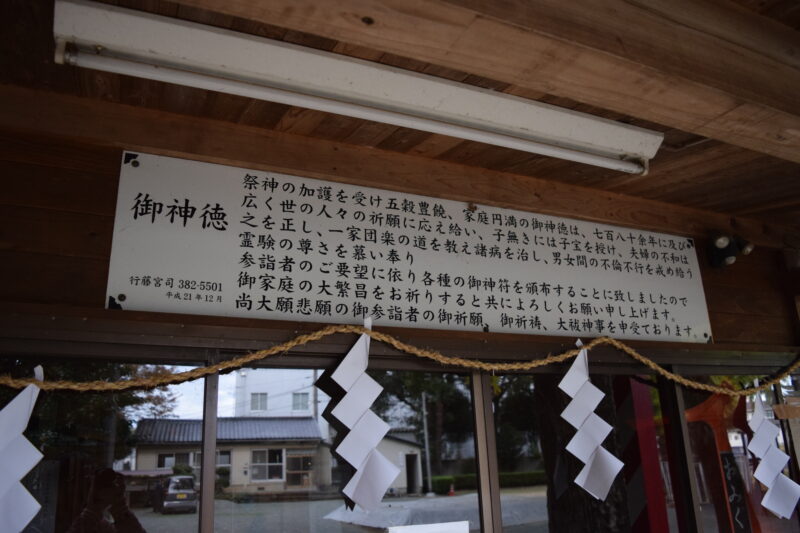 御神徳
祭神の加護を受け五穀豊饒、家庭円満の御神徳は、七百八十余年に及び
広く世の人々の祈願に応え給い、子無きには子宝を授け、夫婦の不和は
之を正し、一家団楽の道を教え諸病を治し、男女間の不倫不行を戒め給う
霊験の尊さを慕い奉り
参詣者のご要望に依り各種の御神符を頒布することに致しましたので
御家庭の大繁昌をお祈りすると共によろしくお願い申し上げます。
尚大願悲願の御参詣者の御祈願、御祈祷、大祓神事を申受ております。
行藤宮司 382-5501
平成21年12月
おみく